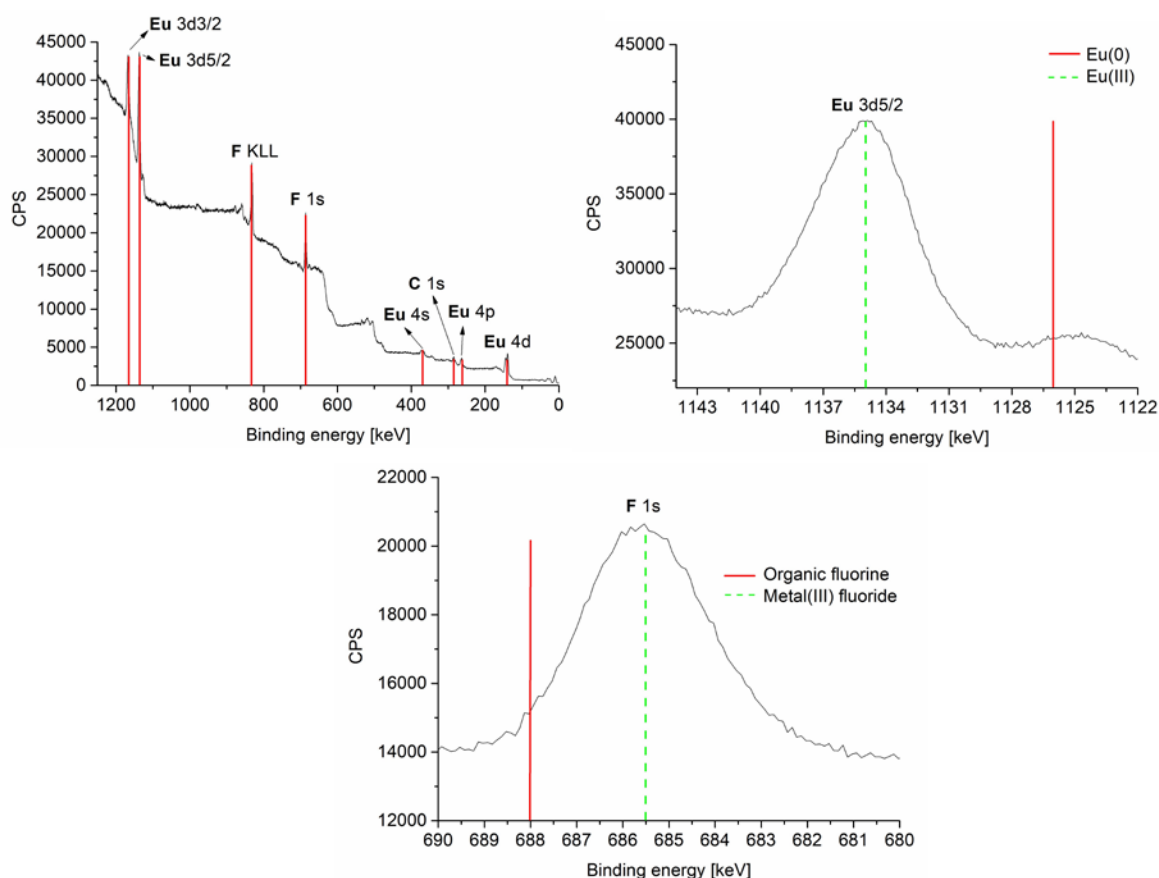 Eu 3d3/2
Eu 3d5/2
F KLL
F 1s
C 1s
Eu 4s
Eu 4p
Eu 4d
CPS
45000
40000
35000
30000
25000
20000
15000
10000
5000
0
1200 1000 800 600 400 200 0
Binding energy [keV]
Eu(0)
Eu(III)
Eu 3d5/2
CPS
45000
40000
35000
30000
25000
1143 1140 1137 1134 1131 1128 1125 1122
Binding energy [keV]
F 1s
Organic fluorine
Metal(III) fluoride
CPS
22000
20000
18000
16000
14000
12000
690 689 688 687 686 685 684 683 682 681 680
Binding energy [keV]